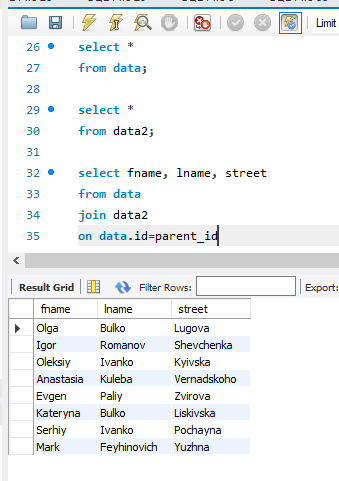 Limit
26 select *
27 from data;
28
29 select *
30 from data2;
31
32 select fname, lname, street
33 from data
34 join data2
35 on data.id=parent_id
Result Grid Filter Rows: Export:
fname lname street
Olga Bulko Lugova
Igor Romanov Shevchenka
Oleksiy Ivanko Kyivska
Anastasia Kuleba Vernadskoho
Evgen Paliy Zvirova
Kateryna Bulko Liskivska
Serhiy Ivanko Pochayna
Mark Feyhinovich Yuzhna